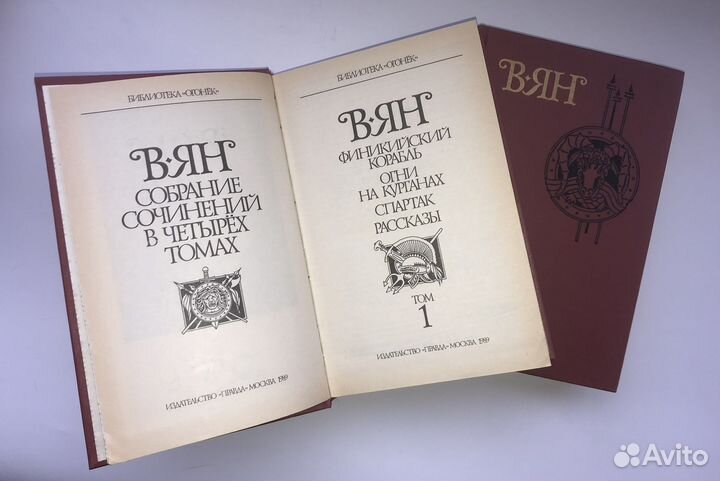 БИБЛИОТЕКА «ОГОНЁК»
В·ЯН
СОБРАНИЕ
СОЧИНЕНИЙ
В ЧЕТЫРЁХ
ТОМАХ
ИЗДАТЕЛЬСТВО «ПРАВДА» МОСКВА 1989
БИБЛИОТЕКА «ОГОНЁК»
В·ЯН
ФИНИКИЙСКИЙ
КОРАБЛЬ
ОГНИ
НА КУРГАНАХ
СПАРТАК
РАССКАЗЫ
ТОМ
1
ИЗДАТЕЛЬСТВО «ПРАВДА» МОСКВА 1989
В·ЯН
Avito